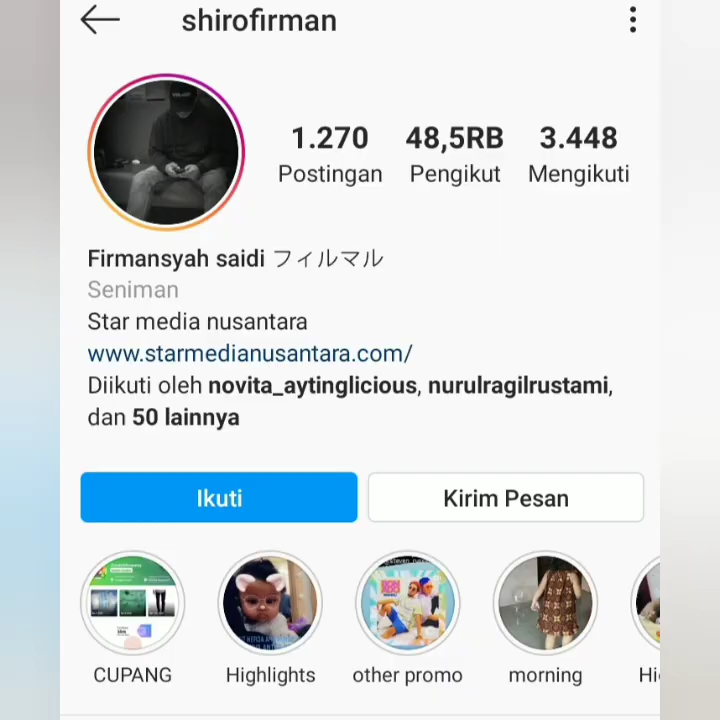 shirofirman
1.270 48,5RB 3.448
Postingan Pengikut Mengikuti
Firmansyah saidi フィルマル
Seniman
Star media nusantara
www.starmedianusantara.com/
Diikuti oleh novita_aytinglicious, nurulragilrustami,
dan 50 lainnya
Ikuti Kirim Pesan
CUPANG Highlights other promo morning Hi